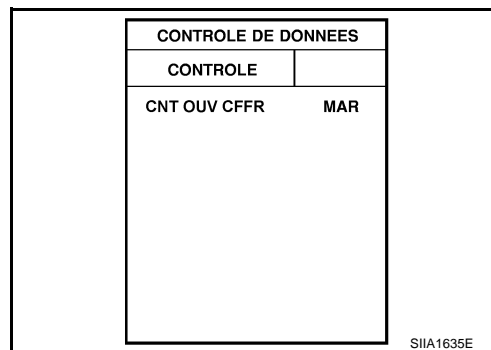 CONTROLE DE DONNEES
CONTROLE
CNT OUV CFFR MAR
SIIA1635E